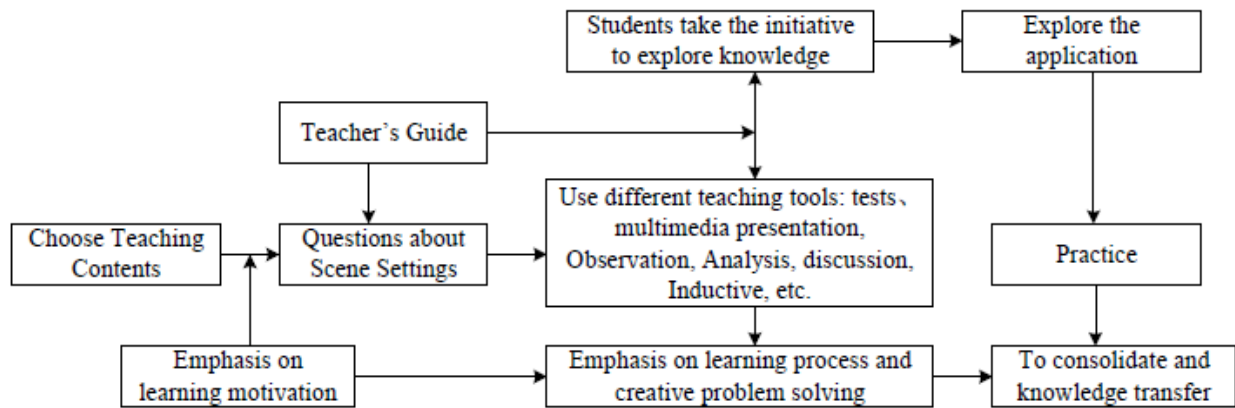 Students take the initiative
to explore knowledge
Explore the
application
Teacher's Guide
Use different teaching tools: tests、
multimedia presentation,
Observation, Analysis, discussion,
Inductive, etc.
Choose Teaching
Contents
Questions about
Scene Settings
Practice
Emphasis on
learning motivation
Emphasis on learning process and
creative problem solving
To consolidate and
knowledge transfer